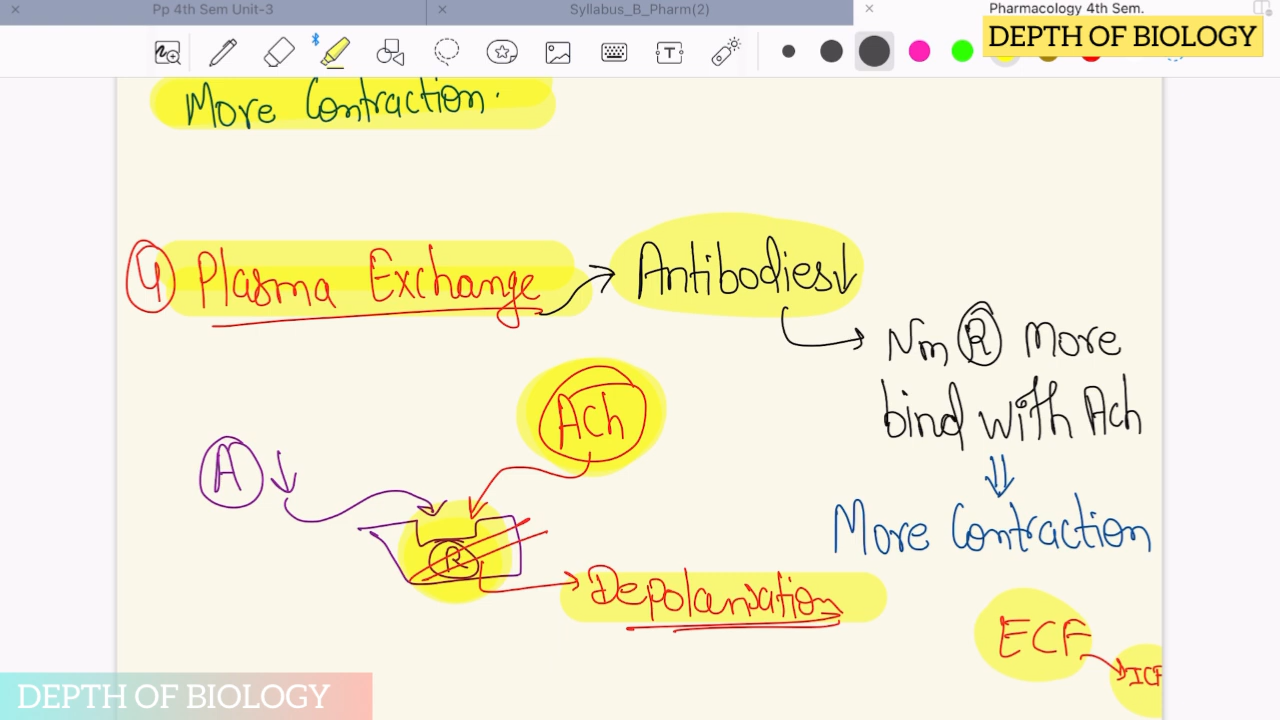 Pp 4th Sem Unit-3
Syllabus_B_Pharm(2)
Pharmacology 4th Sem.
DEPTH OF BIOLOGY
More Contraction.
4 Plasma Exchange → Antibodies↓
Nm R More
bind with Ach
⇓
More Contraction
ACh
A ↓
R
Depolarisation
ECF
ICF
DEPTH OF BIOLOGY